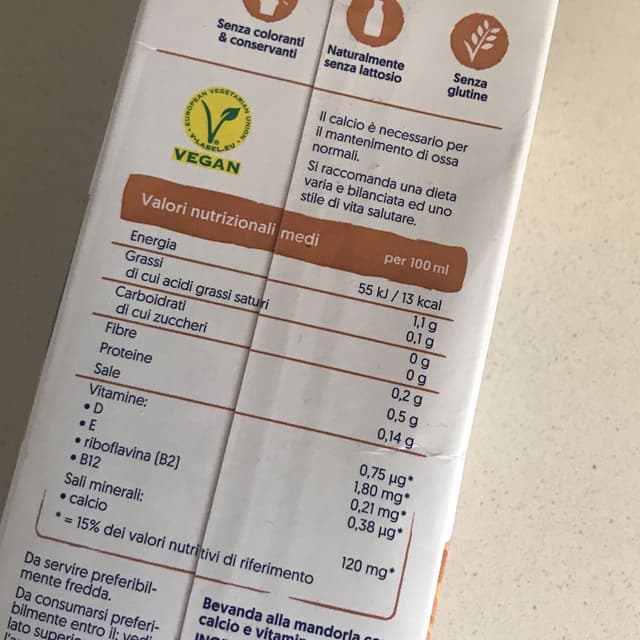 Senza coloranti
& conservanti
Naturalmente
senza lattosio
Senza
glutine
EUROPEAN VEGETARIAN UNION
V-LABEL.EU
VEGAN
Il calcio è necessario per
il mantenimento di ossa
normali.
Si raccomanda una dieta
varia e bilanciata ed uno
stile di vita salutare.
Valori nutrizionali medi per 100 ml
Energia 55 kJ / 13 kcal
Grassi 1,1 g
di cui acidi grassi saturi 0,1 g
Carboidrati 0 g
di cui zuccheri 0 g
Fibre 0,2 g
Proteine 0,5 g
Sale 0,14 g
Vitamine:
• D 0,75 µg*
• E 1,80 mg*
• riboflavina (B2) 0,21 mg*
• B12 0,38 µg*
Sali minerali:
• calcio 120 mg*
* = 15% dei valori nutritivi di riferimento
Da servire preferibil-
mente fredda.
Da consumarsi preferi-
bilmente entro il: vedi
lato
Bevanda alla mandorla
calcio e